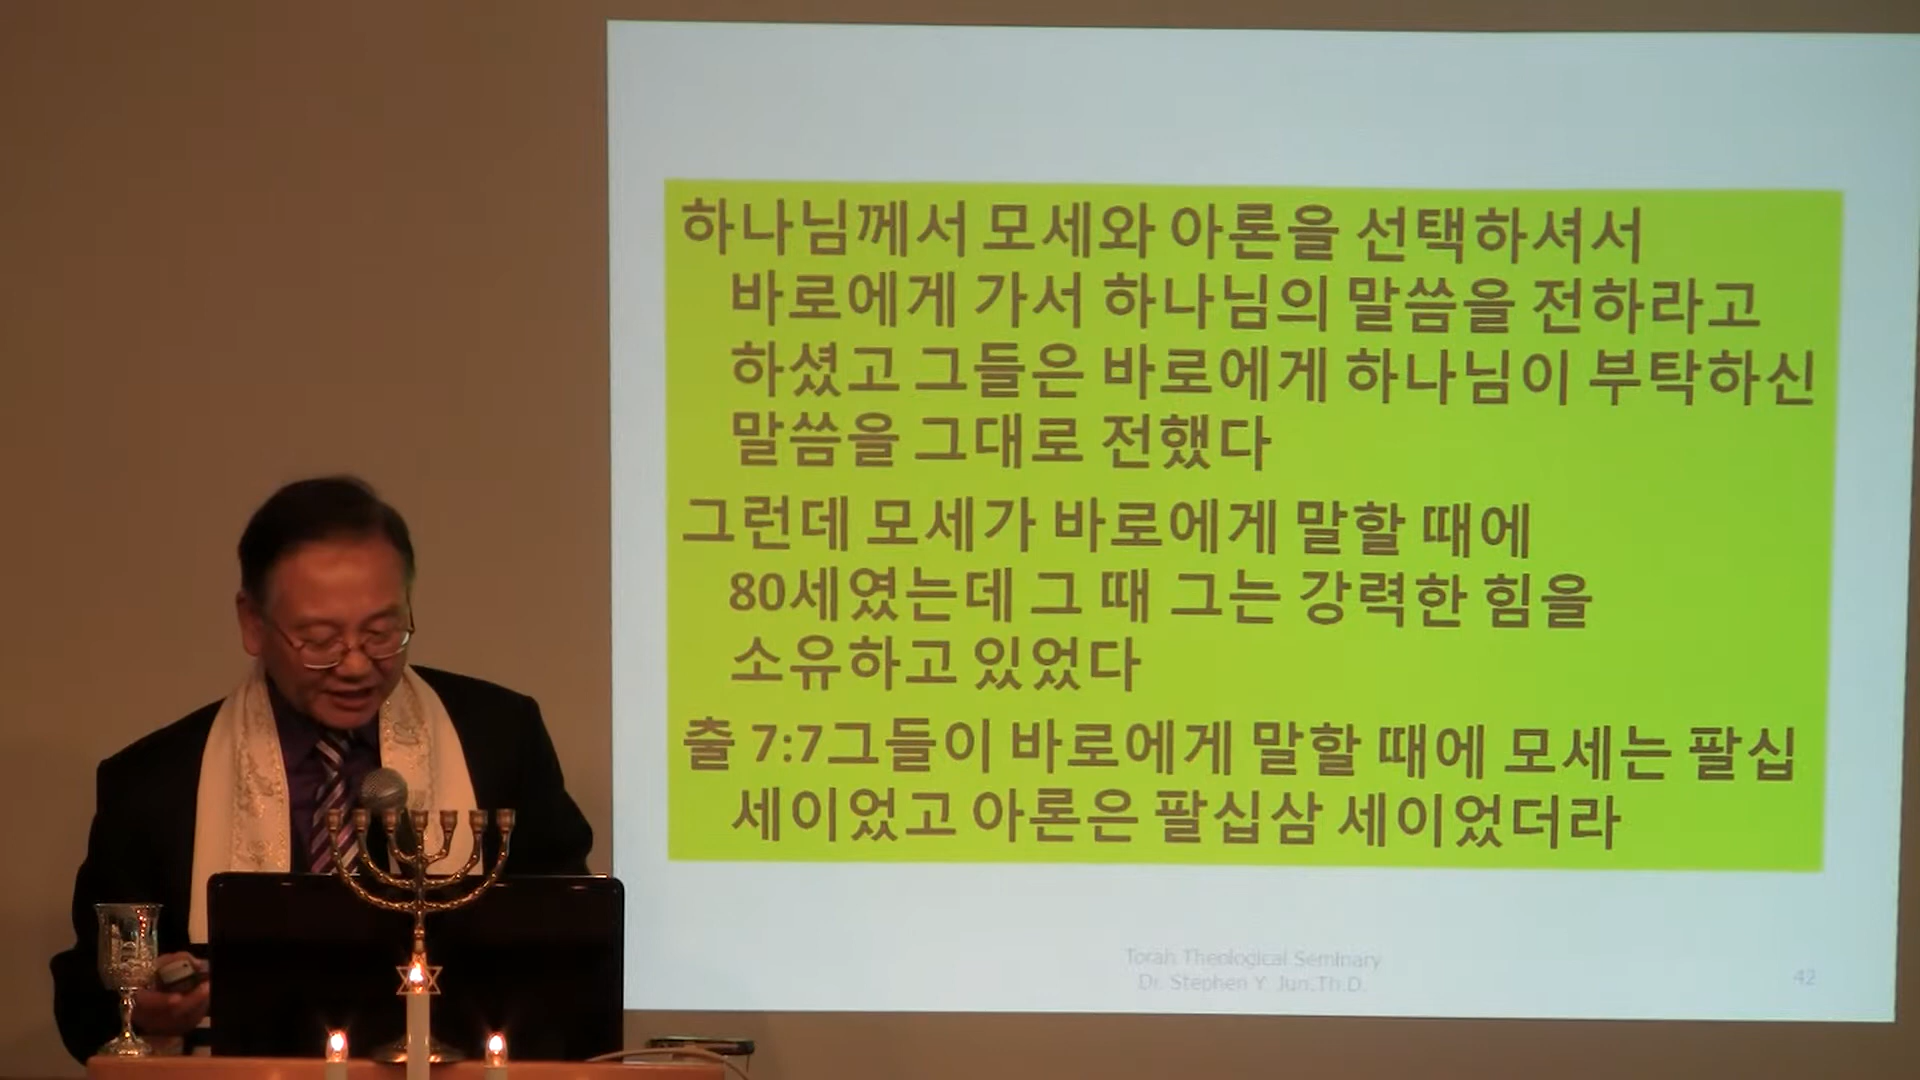 하나님께서 모세와 아론을 선택하셔서
바로에게 가서 하나님의 말씀을 전하라고
하셨고 그들은 바로에게 하나님이 부탁하신
말씀을 그대로 전했다
그런데 모세가 바로에게 말할 때에
80세였는데 그 때 그는 강력한 힘을
소유하고 있었다
출 7:7그들이 바로에게 말할 때에 모세는 팔십
세이었고 아론은 팔십삼 세이었더라
Torah Theological Seminary
Dr. Stephen Y. Jun.Th.D.
42